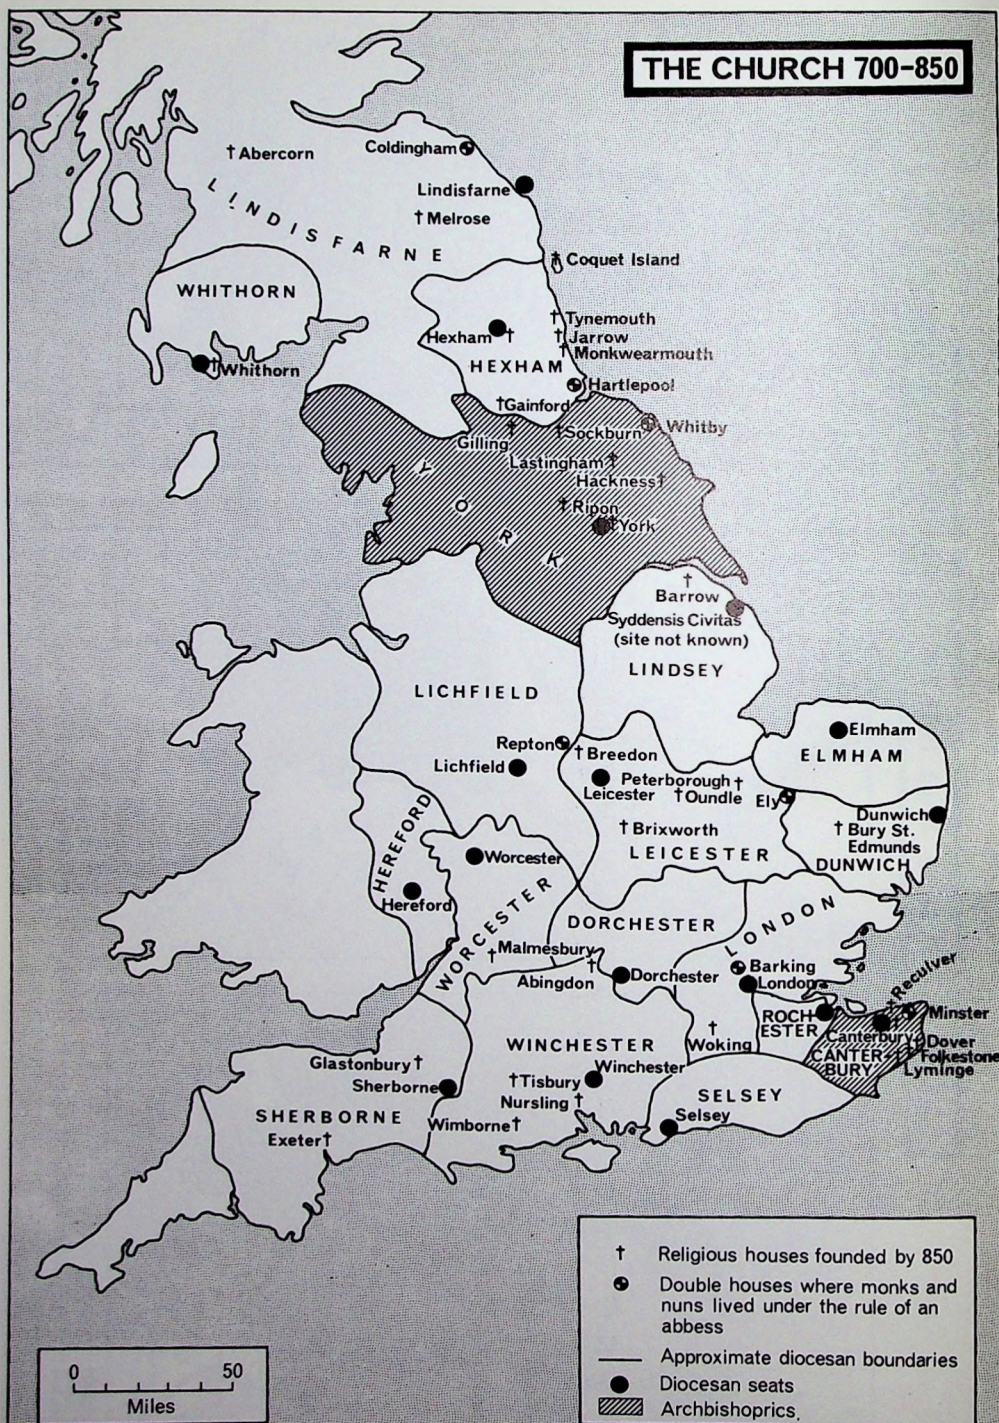 THE CHURCH 700–850
Abercorn
Coldingham
Lindisfarne
LINDISFARNE
Melrose
Coquet Island
WHITHORN
Whithorn
Hexham
HEXHAM
Tynemouth
Jarrow
Monkwearmouth
Hartlepool
Gainford
Gilling
Sockburn
Whitby
Lastingham
Hackness
Ripon
York
YORK
Barrow
Syddensis Civitas
(site not known)
LINDSEY
LICHFIELD
Repton
Lichfield
Breedon
Leicester
Peterborough
Oundle
Ely
Brixworth
LEICESTER
Elmham
ELMHAM
Dunwich
Bury St.
Edmunds
DUNWICH
HEREFORD
Hereford
Worcester
WORCESTER
Malmesbury
Abingdon
DORCHESTER
Dorchester
LONDON
Barking
London
ROCH-
ESTER
Reculver
Minster
Canterbury
CANTER-
BURY
Dover
Folkestone
Lyminge
Woking
WINCHESTER
Winchester
Tisbury
Nursling
Wimborne
Glastonbury
Sherborne
SHERBORNE
Exeter
SELSEY
Selsey
Religious houses founded by 850
Double houses where monks and
nuns lived under the rule of an
abbess
Approximate diocesan boundaries
Diocesan seats
Archbishoprics
0 50
Miles